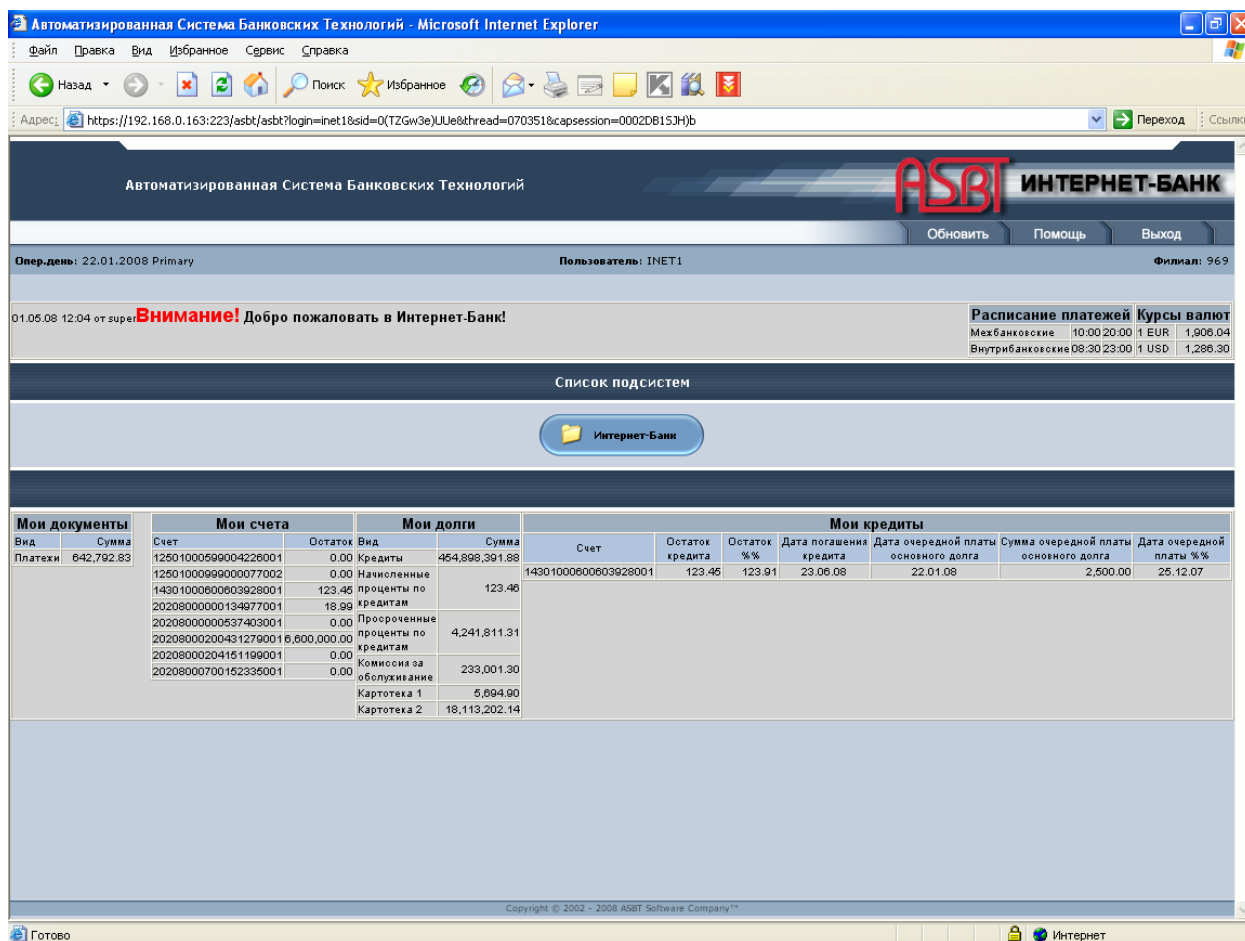 Автоматизированная Система Банковских Технологий - Microsoft Internet Explorer
Файл Правка Вид Избранное Сервис Справка
Назад Поиск Избранное
Адрес: https://192.168.0.163:223/asbt/asbt?login=inet1&sid=0(TZGw3e)UUe&thread=070351&capsession=0002DB1SJH)b Переход Ссылки
Автоматизированная Система Банковских Технологий ASBT ИНТЕРНЕТ-БАНК
Обновить Помощь Выход
Опер.день: 22.01.2008 Primary Пользователь: INET1 Филиал: 969
01.05.08 12:04 от super Внимание! Добро пожаловать в Интернет-Банк!
Расписание платежей Курсы валют
Межбанковские 10:00 20:00 1 EUR 1,906.04
Внутрибанковские 08:30 23:00 1 USD 1,286.30
Список подсистем
Интернет-Банк
Мои документы
Вид Сумма
Платежи 642,792.83
Мои счета
Счет Остаток
12501000599004226001 0.00
12501000999000077002 0.00
14301000600603928001 123.45
20208000000134977001 18.99
20208000000537403001 0.00
20208000200431279001 6,600,000.00
20208000204151199001 0.00
20208000700152335001 0.00
Мои долги
Вид Сумма
Кредиты 454,898,391.88
Начисленные
проценты по 123.46
кредитам
Просроченные
проценты по 4,241,811.31
кредитам
Комиссия за
обслуживание 233,001.30
Картотека 1 5,694.90
Картотека 2 18,113,202.14
Мои кредиты
Счет Остаток кредита Остаток %% Дата погашения кредита Дата очередной платы основного долга Сумма очередной платы основного долга Дата очередной платы %%
14301000600603928001 123.45 123.91 23.06.08 22.01.08 2,500.00 25.12.07
Copyright © 2002 - 2008 ASBT Software Company™
Готово Интернет